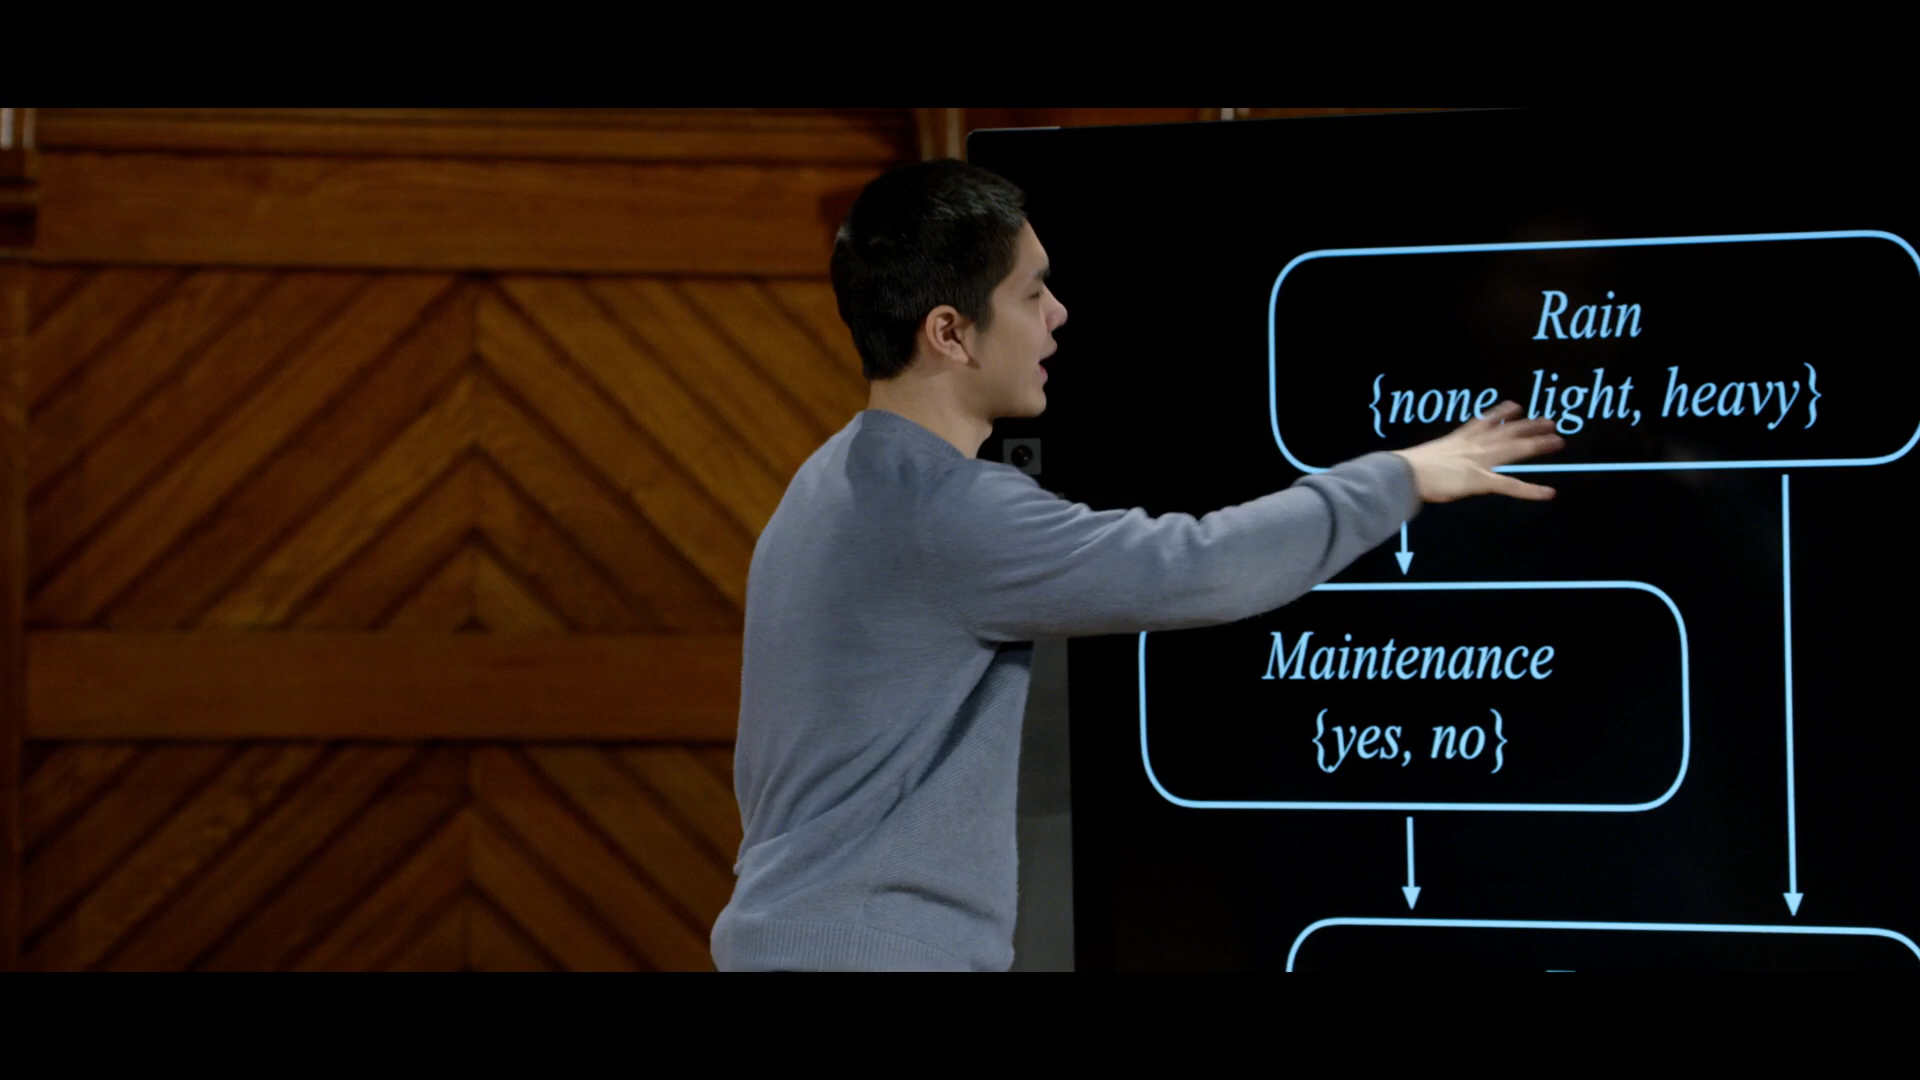 Rain
{none, light, heavy}
Maintenance
{yes, no}